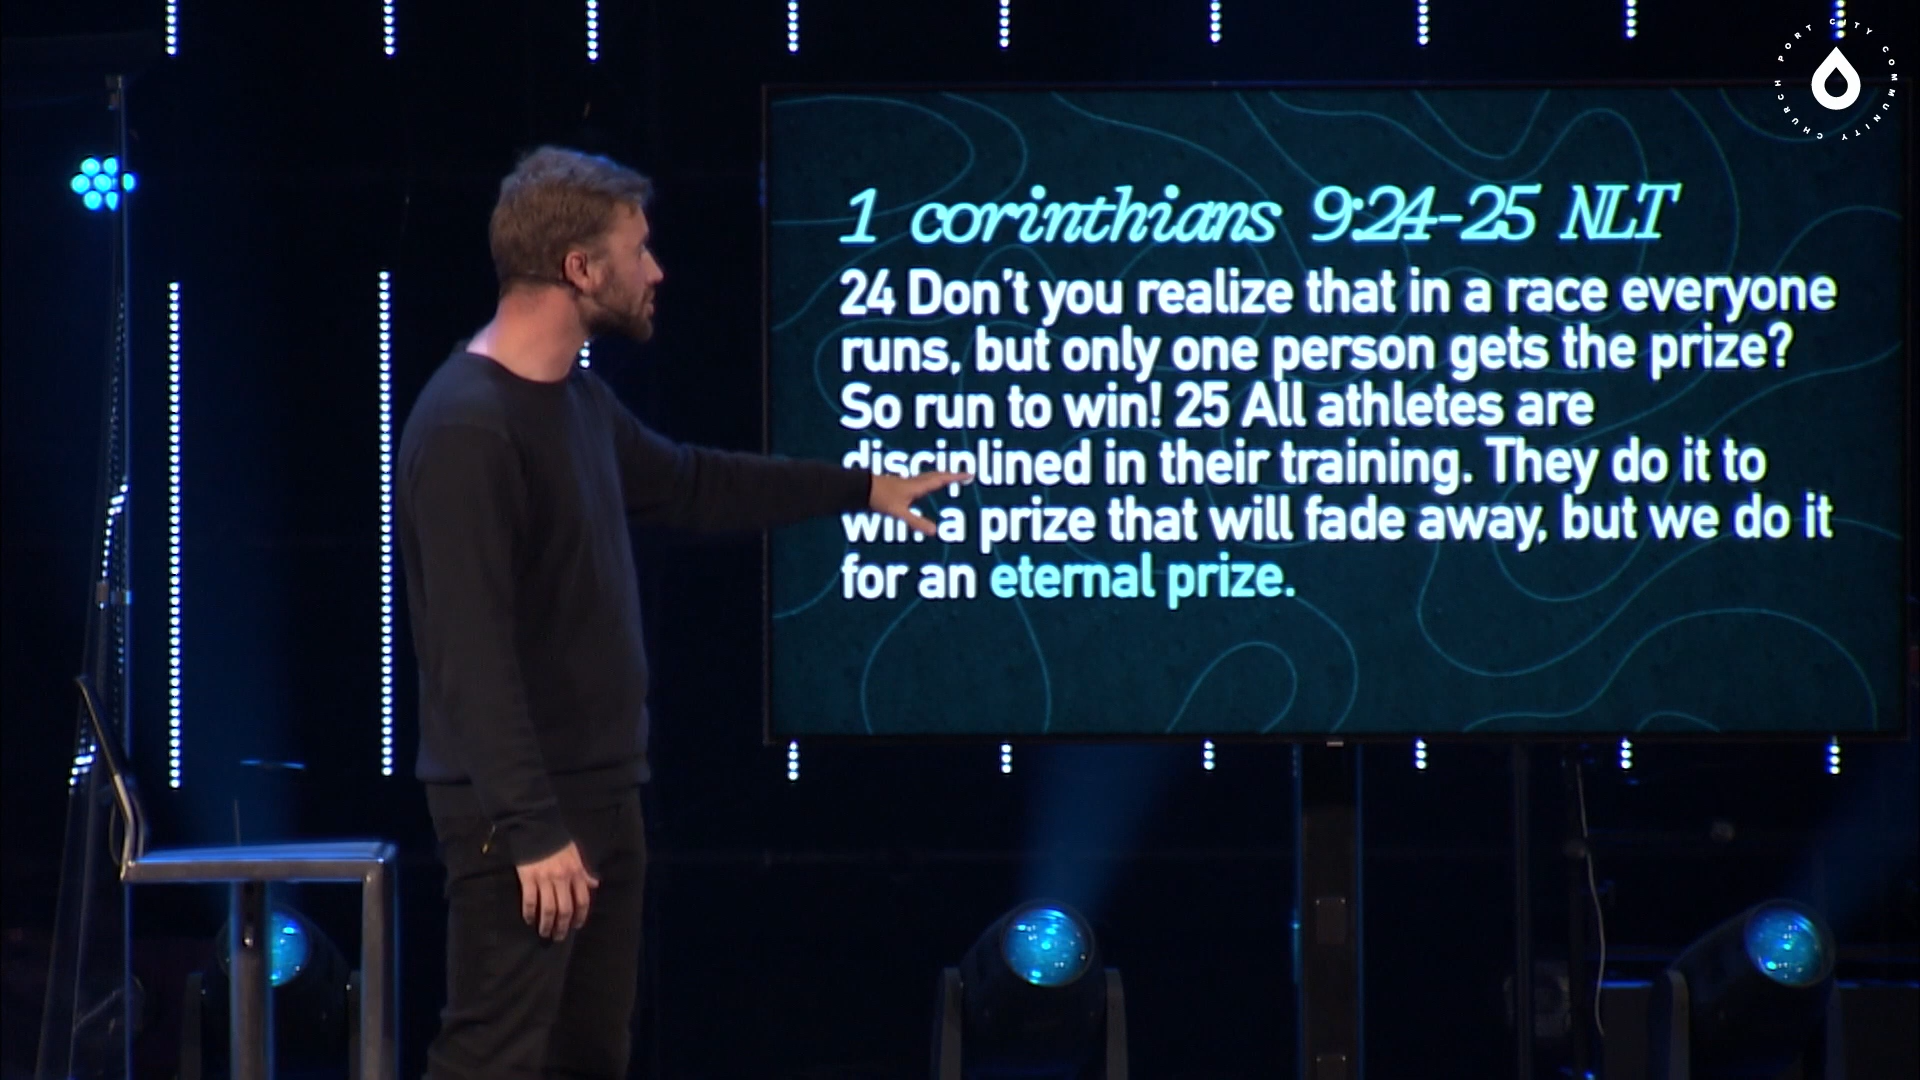 PORT CITY COMMUNITY CHURCH
1 corinthians 9:24-25 NLT
24 Don't you realize that in a race everyone
runs, but only one person gets the prize?
So run to win! 25 All athletes are
disciplined in their training. They do it to
win a prize that will fade away, but we do it
for an eternal prize.